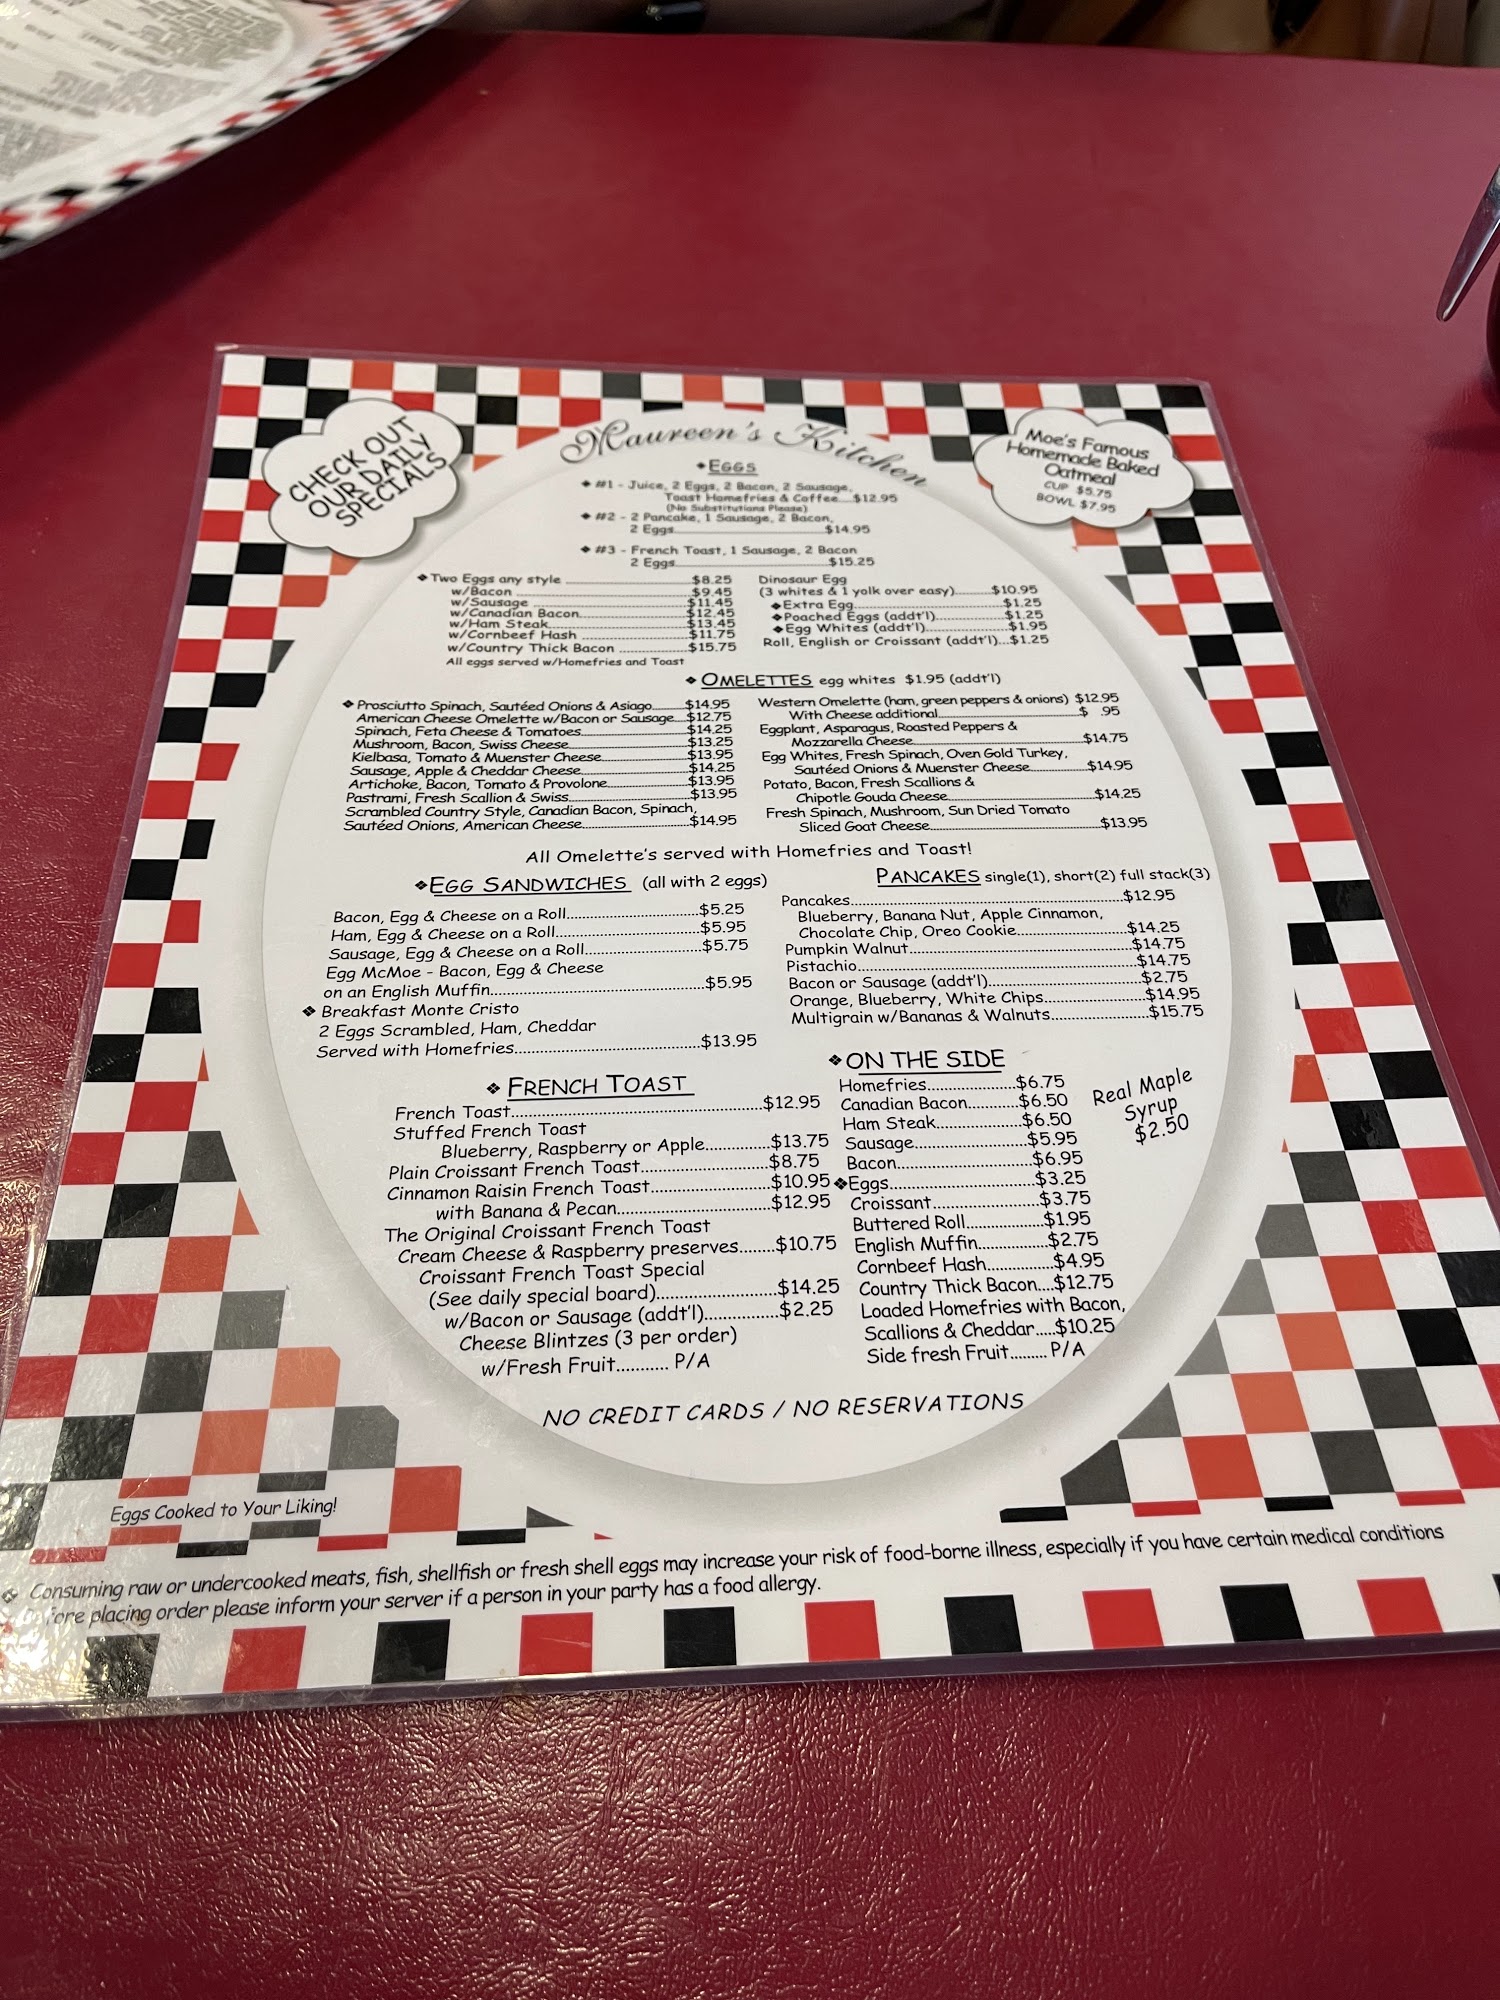 CHECK OUT
OUR DAILY
SPECIALS
Maureen's Kitchen
Moe's Famous
Homemade Baked
Oatmeal
CUP $5.75
BOWL $7.95
❖EGGS
❖ #1 - Juice, 2 Eggs, 2 Bacon, 2 Sausage,
Toast Homefries & Coffee....$12.95
(No Substitutions Please)
❖ #2 - 2 Pancake, 1 Sausage, 2 Bacon,
2 Eggs..........$14.95
❖ #3 - French Toast, 1 Sausage, 2 Bacon
2 Eggs..........$15.25
❖Two Eggs any style ..........$8.25
w/Bacon ..........$9.45
w/Sausage ..........$11.45
w/Canadian Bacon..........$12.45
w/Ham Steak..........$13.45
w/Cornbeef Hash ..........$11.75
w/Country Thick Bacon ..........$15.75
All eggs served w/Homefries and Toast
Dinosaur Egg
(3 whites & 1 yolk over easy)..........$10.95
❖Extra Egg..........$1.25
❖Poached Eggs (addt'l)..........$1.25
❖Egg Whites (addt'l)..........$1.95
Roll, English or Croissant (addt'l)...$1.25
❖ OMELETTES egg whites $1.95 (addt'l)
❖ Prosciutto Spinach, Sautéed Onions & Asiago..........$14.95
American Cheese Omelette w/Bacon or Sausage...$12.75
Spinach, Feta Cheese & Tomatoes..........$14.25
Mushroom, Bacon, Swiss Cheese..........$13.25
Kielbasa, Tomato & Muenster Cheese..........$13.95
Sausage, Apple & Cheddar Cheese..........$14.25
Artichoke, Bacon, Tomato & Provolone..........$13.95
Pastrami, Fresh Scallion & Swiss..........$13.95
Scrambled Country Style, Canadian Bacon, Spinach,
Sautéed Onions, American Cheese..........$14.95
Western Omelette (ham, green peppers & onions) $12.95
With Cheese additional..........$ .95
Eggplant, Asparagus, Roasted Peppers &
Mozzarella Cheese..........$14.75
Egg Whites, Fresh Spinach, Oven Gold Turkey,
Sautéed Onions & Muenster Cheese..........$14.95
Potato, Bacon, Fresh Scallions &
Chipotle Gouda Cheese..........$14.25
Fresh Spinach, Mushroom, Sun Dried Tomato
Sliced Goat Cheese..........$13.95
All Omelette's served with Homefries and Toast!
❖EGG SANDWICHES (all with 2 eggs)
Bacon, Egg & Cheese on a Roll..........$5.25
Ham, Egg & Cheese on a Roll..........$5.95
Sausage, Egg & Cheese on a Roll..........$5.75
Egg McMoe - Bacon, Egg & Cheese
on an English Muffin..........$5.95
❖ Breakfast Monte Cristo
2 Eggs Scrambled, Ham, Cheddar
Served with Homefries..........$13.95
PANCAKES single(1), short(2) full stack(3)
Pancakes..........$12.95
Blueberry, Banana Nut, Apple Cinnamon,
Chocolate Chip, Oreo Cookie..........$14.25
Pumpkin Walnut..........$14.75
Pistachio..........$14.75
Bacon or Sausage (addt'l)..........$2.75
Orange, Blueberry, White Chips..........$14.95
Multigrain w/Bananas & Walnuts..........$15.75
❖ FRENCH TOAST
French Toast..........$12.95
Stuffed French Toast
Blueberry, Raspberry or Apple..........$13.75
Plain Croissant French Toast..........$8.75
Cinnamon Raisin French Toast..........$10.95
with Banana & Pecan..........$12.95
The Original Croissant French Toast
Cream Cheese & Raspberry preserves.......$10.75
Croissant French Toast Special
(See daily special board)..........$14.25
w/Bacon or Sausage (addt'l)..........$2.25
Cheese Blintzes (3 per order)
w/Fresh Fruit.......... P/A
❖ON THE SIDE
Homefries..........$6.75
Canadian Bacon..........$6.50
Ham Steak..........$6.50
Sausage..........$5.95
Bacon..........$6.95
❖Eggs..........$3.25
Croissant..........$3.75
Buttered Roll..........$1.95
English Muffin..........$2.75
Cornbeef Hash..........$4.95
Country Thick Bacon....$12.75
Loaded Homefries with Bacon,
Scallions & Cheddar.....$10.25
Side fresh Fruit......... P/A
Real Maple
Syrup
$2.50
NO CREDIT CARDS / NO RESERVATIONS
Eggs Cooked to Your Liking!
❖ Consuming raw or undercooked meats, fish, shellfish or fresh shell eggs may increase your risk of food-borne illness, especially if you have certain medical conditions
fore placing order please inform your server if a person in your party has a food allergy.